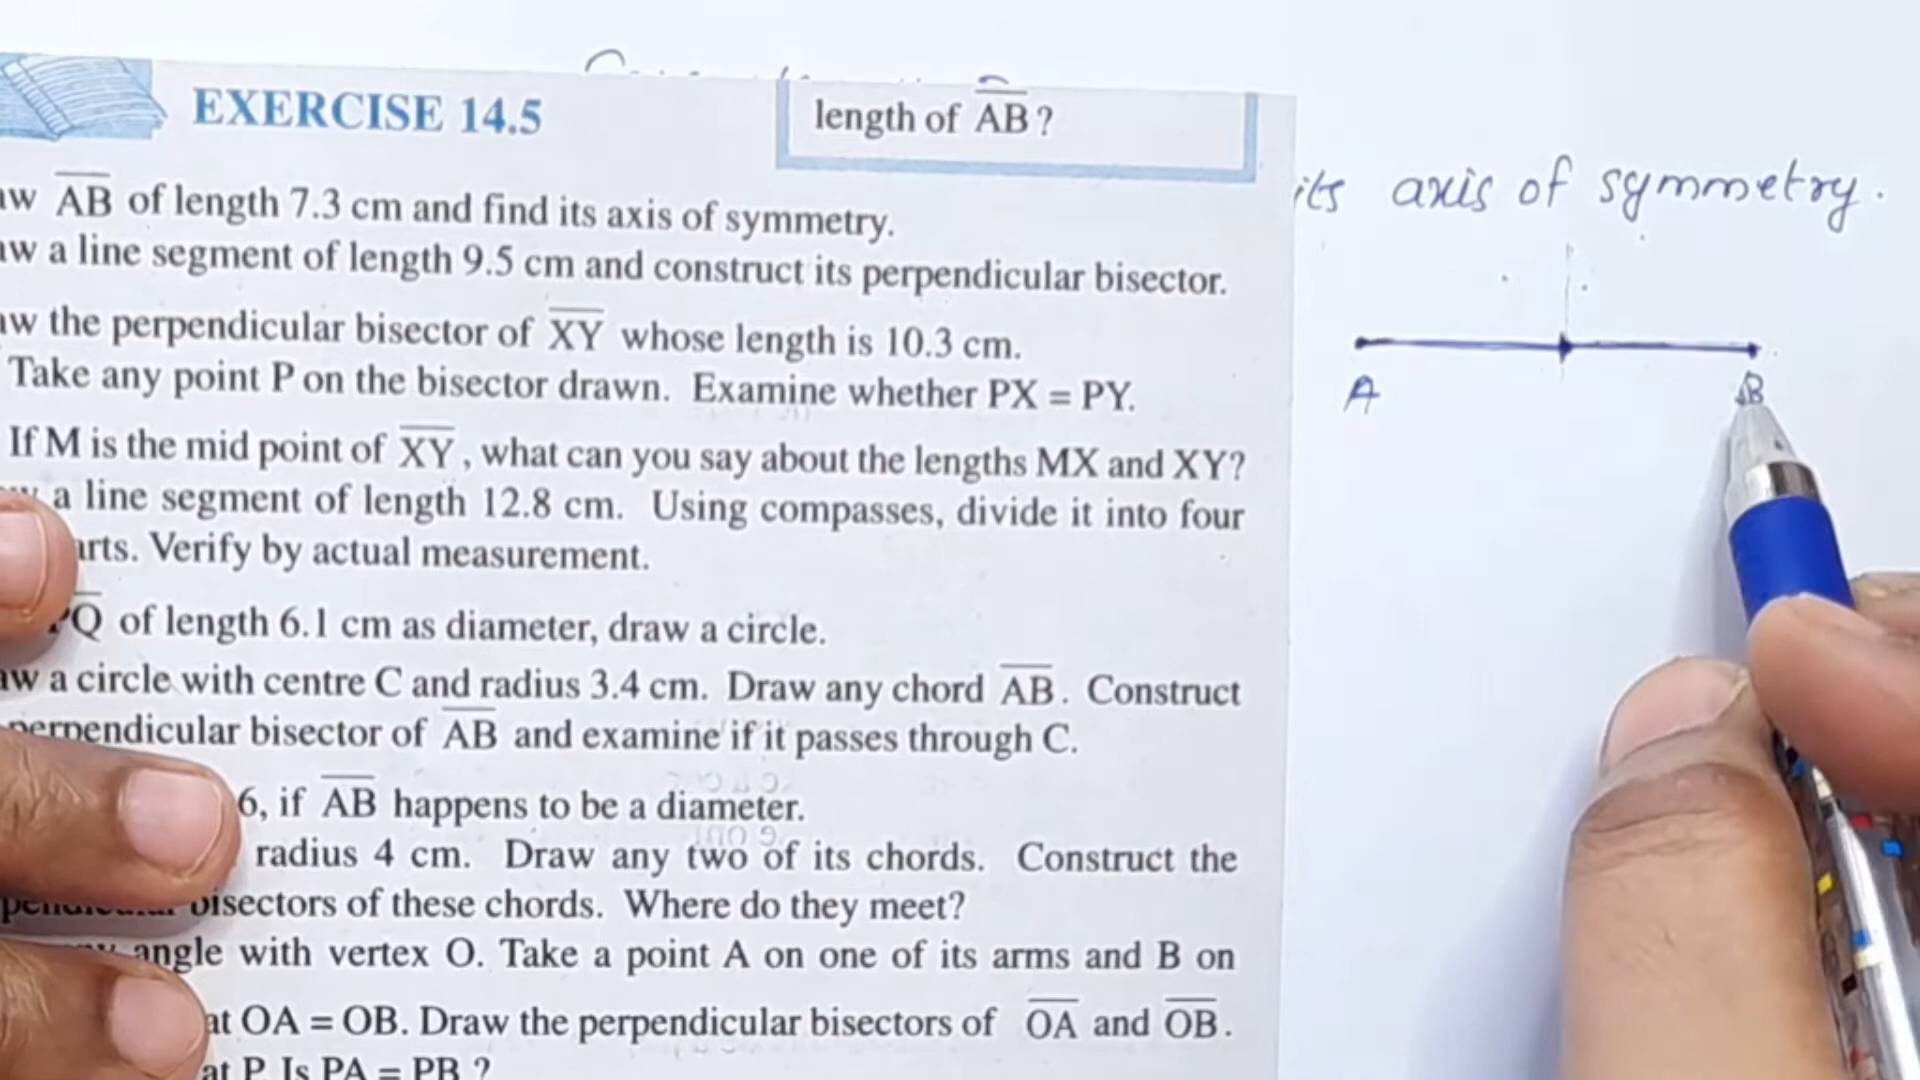 EXERCISE 14.5
length of AB?
AB of length 7.3 cm and find its axis of symmetry.
a line segment of length 9.5 cm and construct its perpendicular bisector.
the perpendicular bisector of XY whose length is 10.3 cm.
Take any point P on the bisector drawn. Examine whether PX = PY.
If M is the mid point of XY, what can you say about the lengths MX and XY?
a line segment of length 12.8 cm. Using compasses, divide it into four
Verify by actual measurement.
of length 6.1 cm as diameter, draw a circle.
a circle with centre C and radius 3.4 cm. Draw any chord AB. Construct
perpendicular bisector of AB and examine if it passes through C.
6, if AB happens to be a diameter.
radius 4 cm. Draw any two of its chords. Construct the
bisectors of these chords. Where do they meet?
angle with vertex O. Take a point A on one of its arms and B on
at OA = OB. Draw the perpendicular bisectors of OA and OB.
at P. Is PA = PB ?
its axis of symmetry.
A B